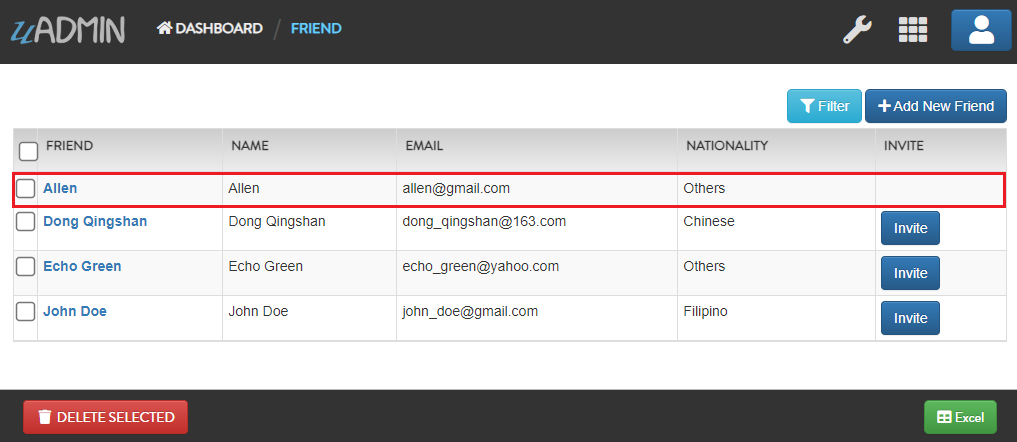 uADMIN DASHBOARD / FRIEND
Filter Add New Friend
FRIEND NAME EMAIL NATIONALITY INVITE
Allen Allen allen@gmail.com Others
Dong Qingshan Dong Qingshan dong_qingshan@163.com Chinese Invite
Echo Green Echo Green echo_green@yahoo.com Others Invite
John Doe John Doe john_doe@gmail.com Filipino Invite
DELETE SELECTED Excel